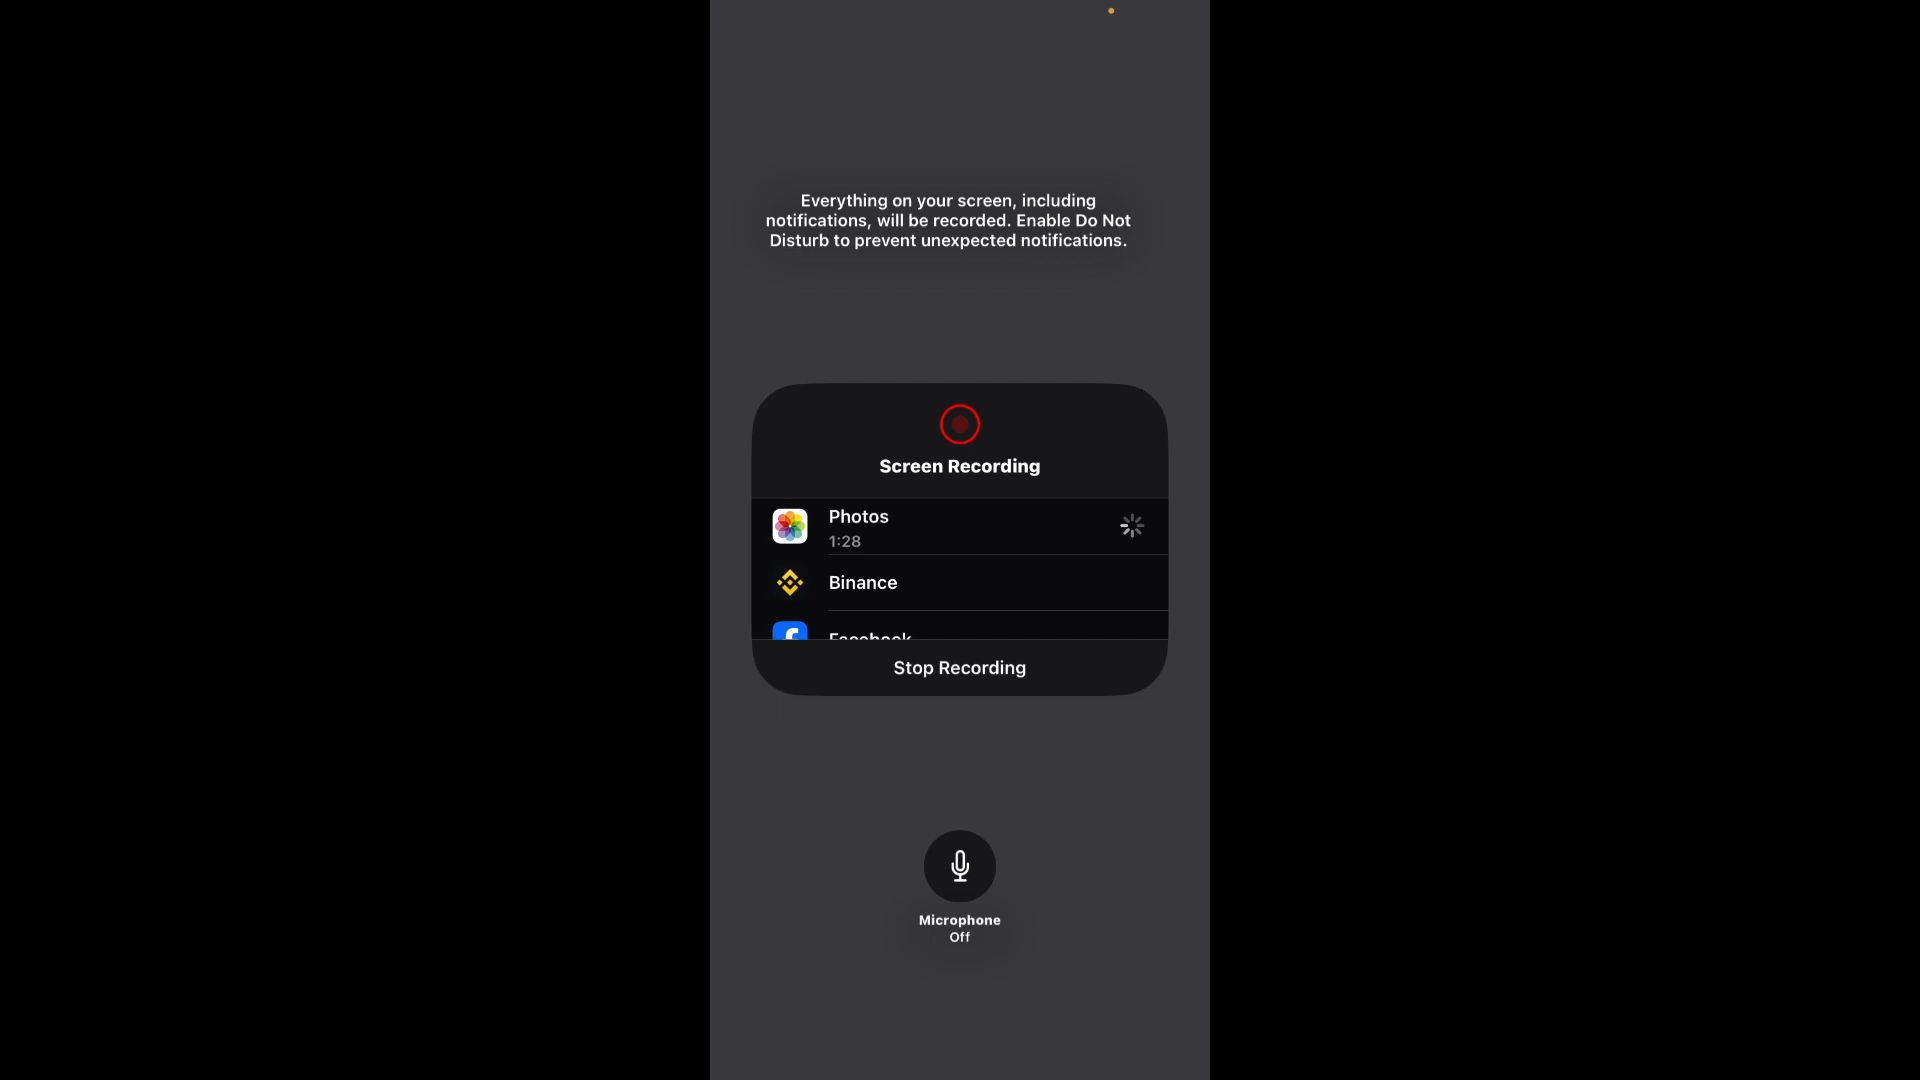 Everything on your screen, including
notifications, will be recorded. Enable Do Not
Disturb to prevent unexpected notifications.
Screen Recording
Photos
1:28
Binance
Facebook
Stop Recording
Microphone
Off